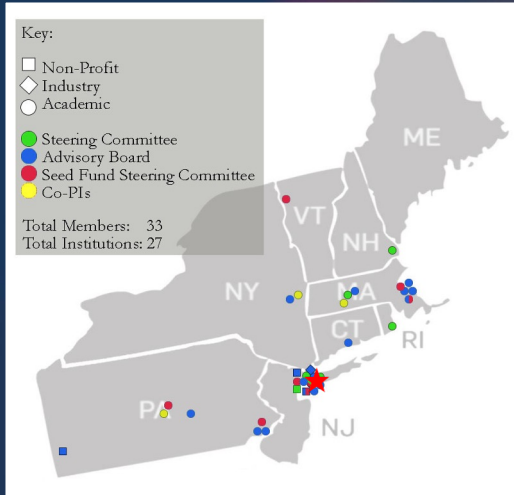 Key:
Non-Profit
Industry
Academic
Steering Committee
Advisory Board
Seed Fund Steering Committee
Co-PIs
Total Members: 33
Total Institutions: 27
ME
VT
NH
NY
MA
CT
RI
PA
NJ